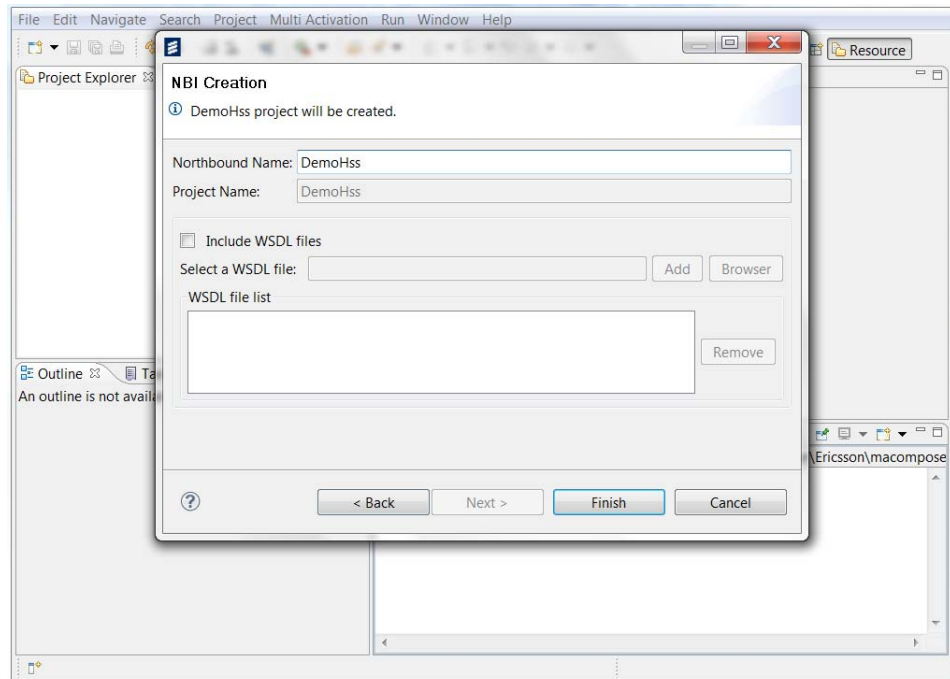 File Edit Navigate Search Project Multi Activation Run Window Help
Resource
Project Explorer
NBI Creation
DemoHss project will be created.
Northbound Name: DemoHss
Project Name: DemoHss
Include WSDL files
Select a WSDL file: Add Browser
WSDL file list
Remove
Outline Ta
An outline is not availa
\Ericsson\macompose
< Back Next > Finish Cancel